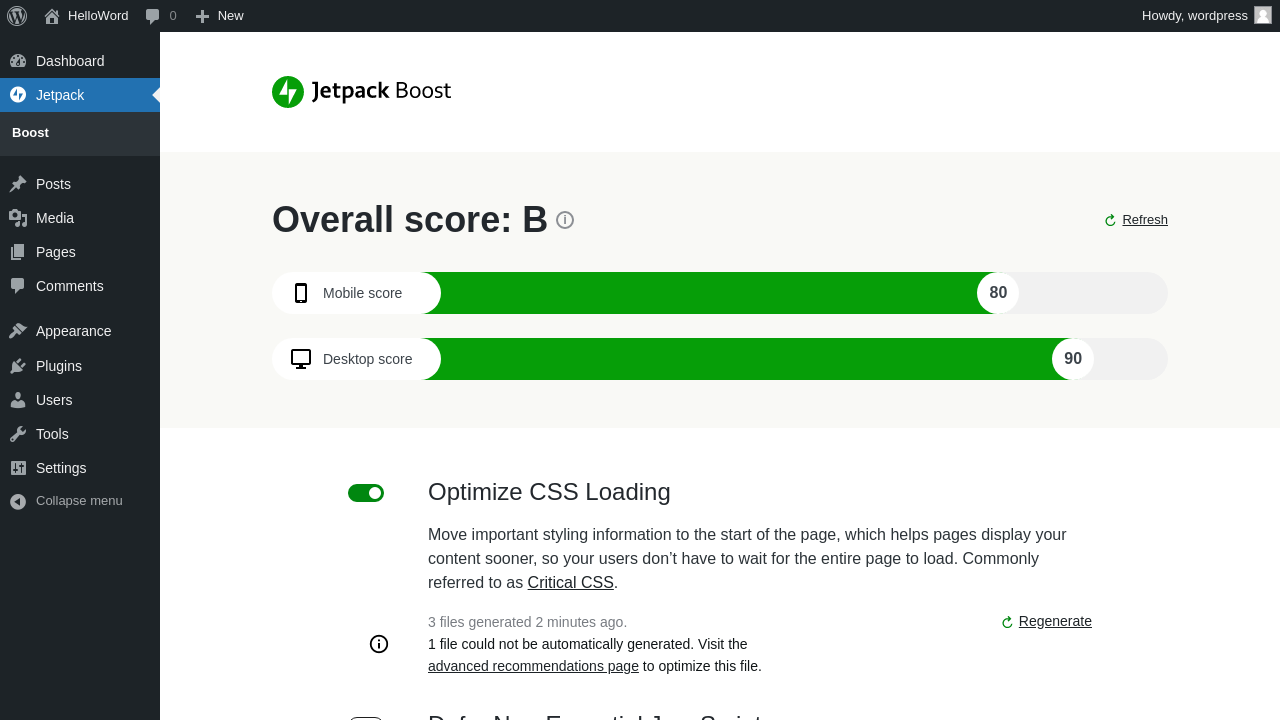 HelloWord
0
New
Howdy, wordpress
Dashboard
Jetpack
Boost
Posts
Media
Pages
Comments
Appearance
Plugins
Users
Tools
Settings
Collapse menu
Jetpack Boost
Overall score: B
Refresh
Mobile score
80
Desktop score
90
Optimize CSS Loading
Move important styling information to the start of the page, which helps pages display your
content sooner, so your users don’t have to wait for the entire page to load. Commonly
referred to as Critical CSS.
3 files generated 2 minutes ago.
Regenerate
1 file could not be automatically generated. Visit the
advanced recommendations page to optimize this file.
Defer Non-Essential JavaScript